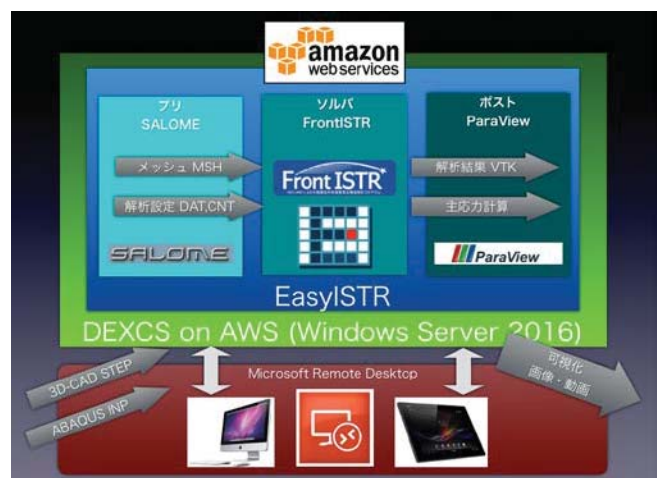 amazon
webservices
プリ
SALOME
ソルバ
FrontISTR
ポスト
ParaView
メッシュ MSH
解析設定 DAT,CNT
解析結果 VTK
主応力計算
Front ISTR
SALOME
ParaView
EasyISTR
DEXCS on AWS (Windows Server 2016)
3D-CAD STEP
ABAQUS INP
Microsoft Remote Desktop
可視化
画像・動画